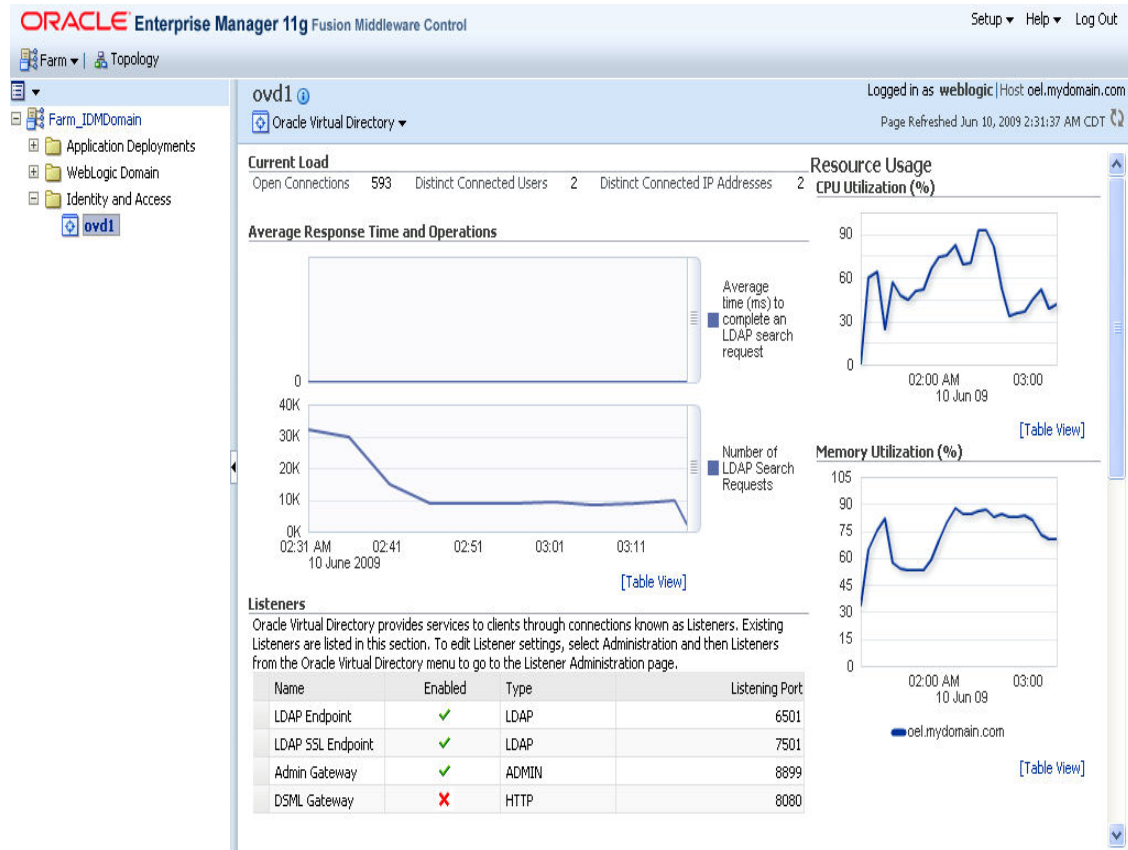 ORACLE Enterprise Manager 11g Fusion Middleware Control
Setup Help Log Out
Farm | Topology
Farm_IDMDomain
Application Deployments
WebLogic Domain
Identity and Access
ovd1
ovd1
Logged in as weblogic|Host oel.mydomain.com
Oracle Virtual Directory
Page Refreshed Jun 10, 2009 2:31:37 AM CDT
Current Load
Open Connections 593 Distinct Connected Users 2 Distinct Connected IP Addresses 2
Average Response Time and Operations
0
Average
time (ms) to
complete an
LDAP search
request
40K
30K
20K
10K
0K
02:31 AM 02:41 02:51 03:01 03:11
10 June 2009
Number of
LDAP Search
Requests
[Table View]
Listeners
Oracle Virtual Directory provides services to clients through connections known as Listeners. Existing
Listeners are listed in this section. To edit Listener settings, select Administration and then Listeners
from the Oracle Virtual Directory menu to go to the Listener Administration page.
Name Enabled Type Listening Port
LDAP Endpoint LDAP 6501
LDAP SSL Endpoint LDAP 7501
Admin Gateway ADMIN 8899
DSML Gateway HTTP 8080
Resource Usage
CPU Utilization (%)
90
60
30
0
02:00 AM 03:00
10 Jun 09
[Table View]
Memory Utilization (%)
105
90
75
60
45
30
15
0
02:00 AM 03:00
10 Jun 09
oel.mydomain.com
[Table View]